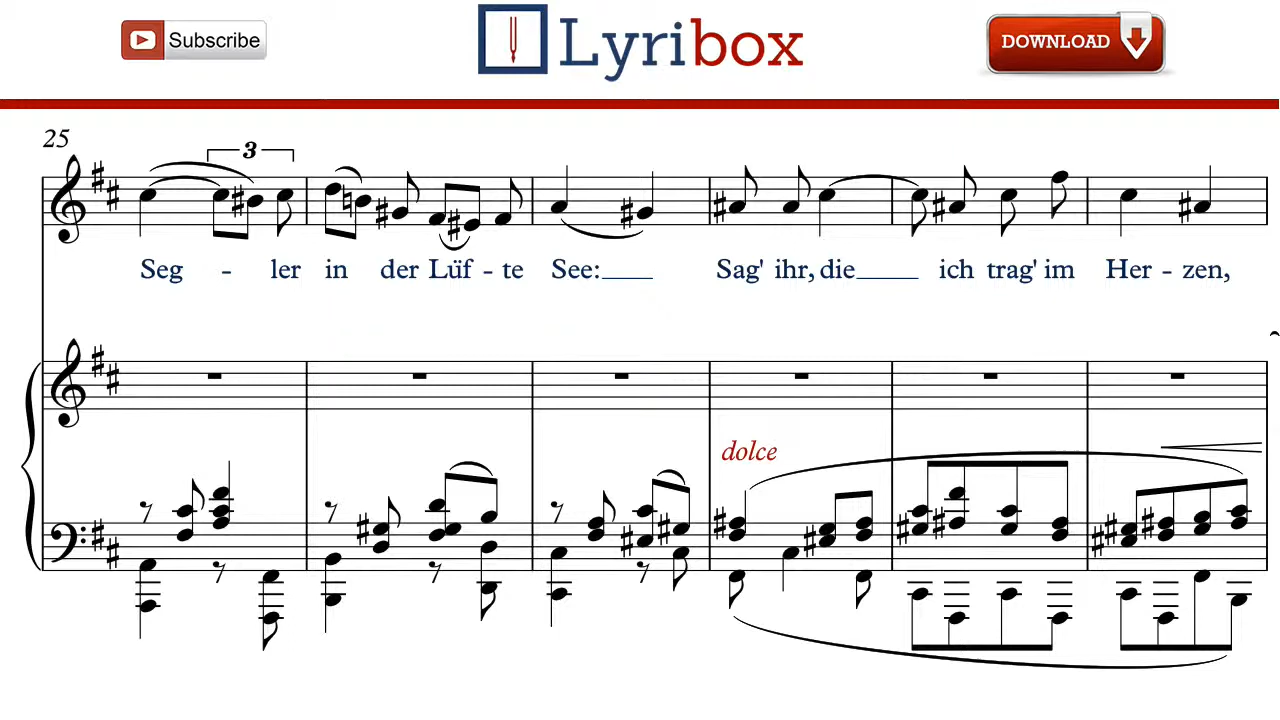 Subscribe
Lyribox
DOWNLOAD
25
3
Seg - ler in der Lüf - te See: Sag' ihr, die ich trag' im Her - zen,
dolce